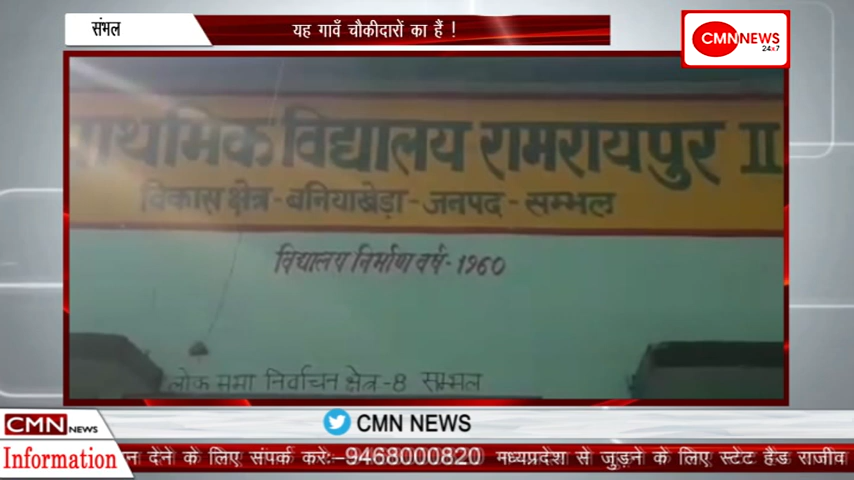 संभल
यह गावँ चौकीदारों का हैं !
CMN NEWS
24x7
प्राथमिक विद्यालय रामरायपुर II
विकास क्षेत्र - बनियाखेड़ा - जनपद - सम्भल
विद्यालय निर्माण वर्ष - 1960
लोक सभा निर्वाचन क्षेत्र - 8 सम्भल
CMN NEWS
CMN NEWS
Information
न देने के लिए संपर्क करेः–9468000820 मध्यप्रदेश से जुड़ने के लिए स्टेट हैंड राजीव